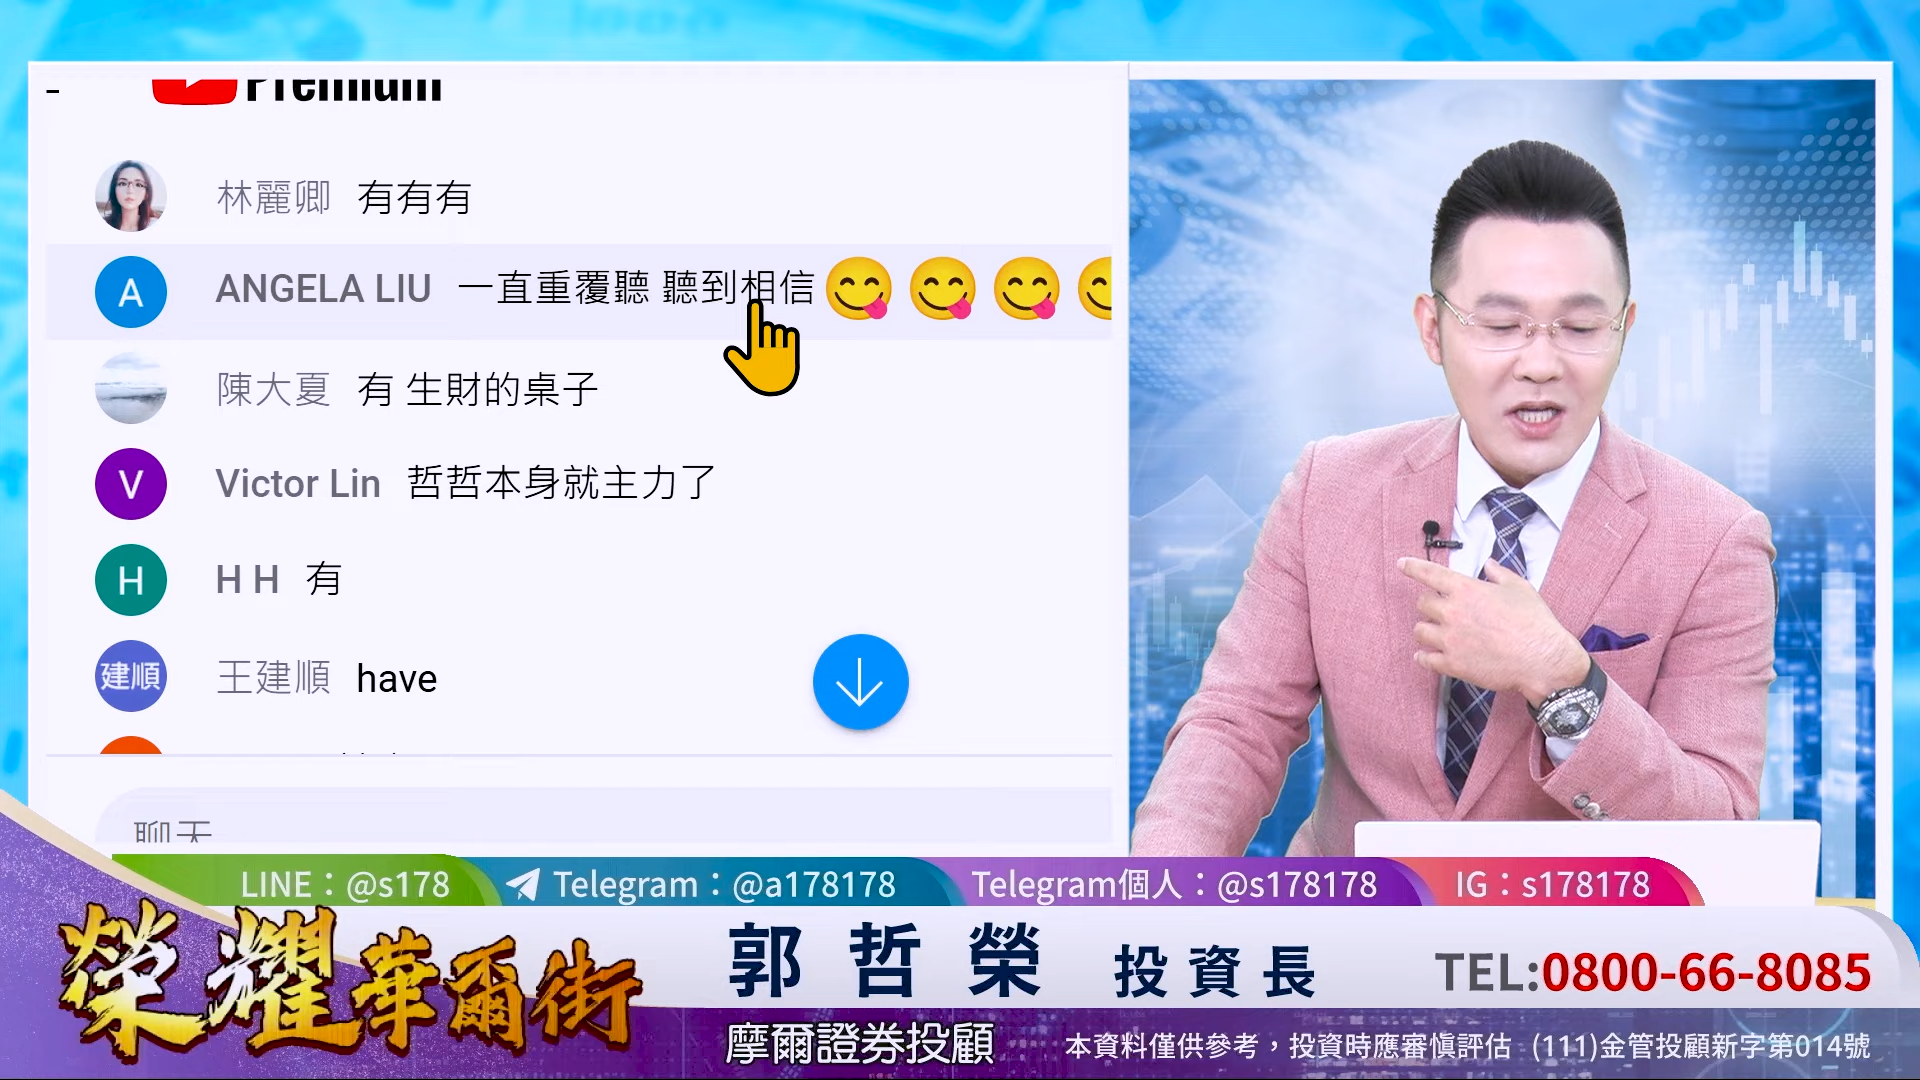 Premium
林麗卿 有有有
A ANGELA LIU 一直重覆聽 聽到相信
陳大夏 有 生財的桌子
V Victor Lin 哲哲本身就主力了
H H H 有
建順 王建順 have
聊天
LINE：@s178 Telegram：@a178178 Telegram個人：@s178178 IG：s178178
榮耀華爾街
郭哲榮 投資長 TEL:0800-66-8085
摩爾證券投顧 本資料僅供參考，投資時應審慎評估 (111)金管投顧新字第014號